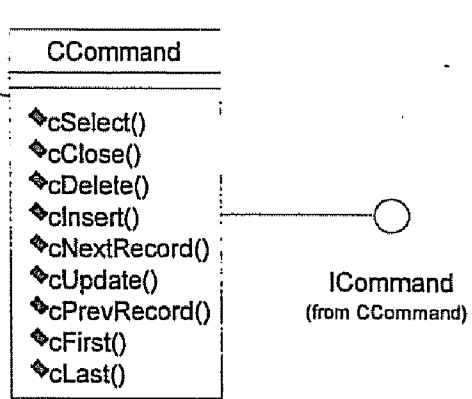 CCommand
cSelect()
cClose()
cDelete()
cInsert()
cNextRecord()
cUpdate()
cPrevRecord()
cFirst()
cLast()
ICommand
(from CCommand)